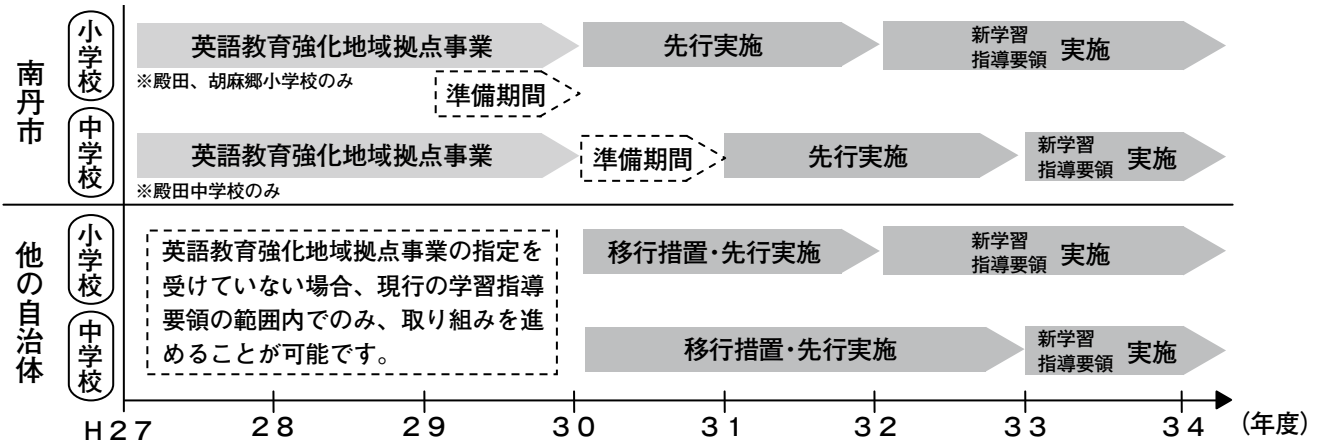 南丹市
小学校
英語教育強化地域拠点事業
先行実施
新学習
指導要領 実施
※殿田、胡麻郷小学校のみ
準備期間
中学校
英語教育強化地域拠点事業
準備期間
先行実施
新学習
指導要領 実施
※殿田中学校のみ
他の自治体
小学校
英語教育強化地域拠点事業の指定を
受けていない場合、現行の学習指導
要領の範囲内でのみ、取り組みを進
めることが可能です。
移行措置・先行実施
新学習
指導要領 実施
中学校
移行措置・先行実施
新学習
指導要領 実施
H27 28 29 30 31 32 33 34 (年度)